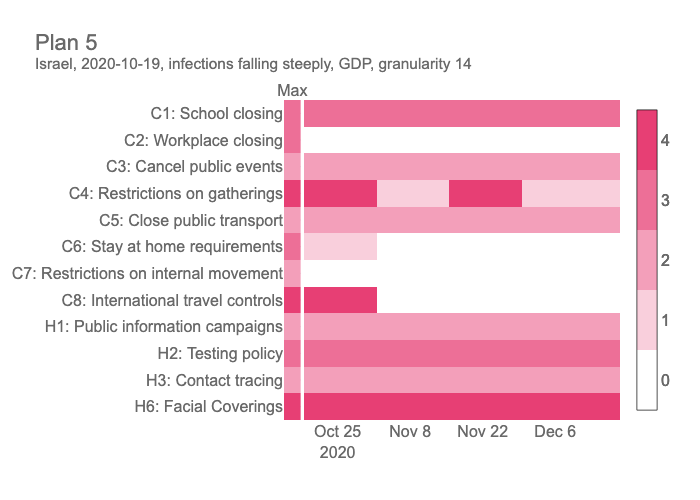 Plan 5
Israel, 2020-10-19, infections falling steeply, GDP, granularity 14
Max
C1: School closing
C2: Workplace closing
C3: Cancel public events
C4: Restrictions on gatherings
C5: Close public transport
C6: Stay at home requirements
C7: Restrictions on internal movement
C8: International travel controls
H1: Public information campaigns
H2: Testing policy
H3: Contact tracing
H6: Facial Coverings
Oct 25 Nov 8 Nov 22 Dec 6
2020
4
3
2
1
0